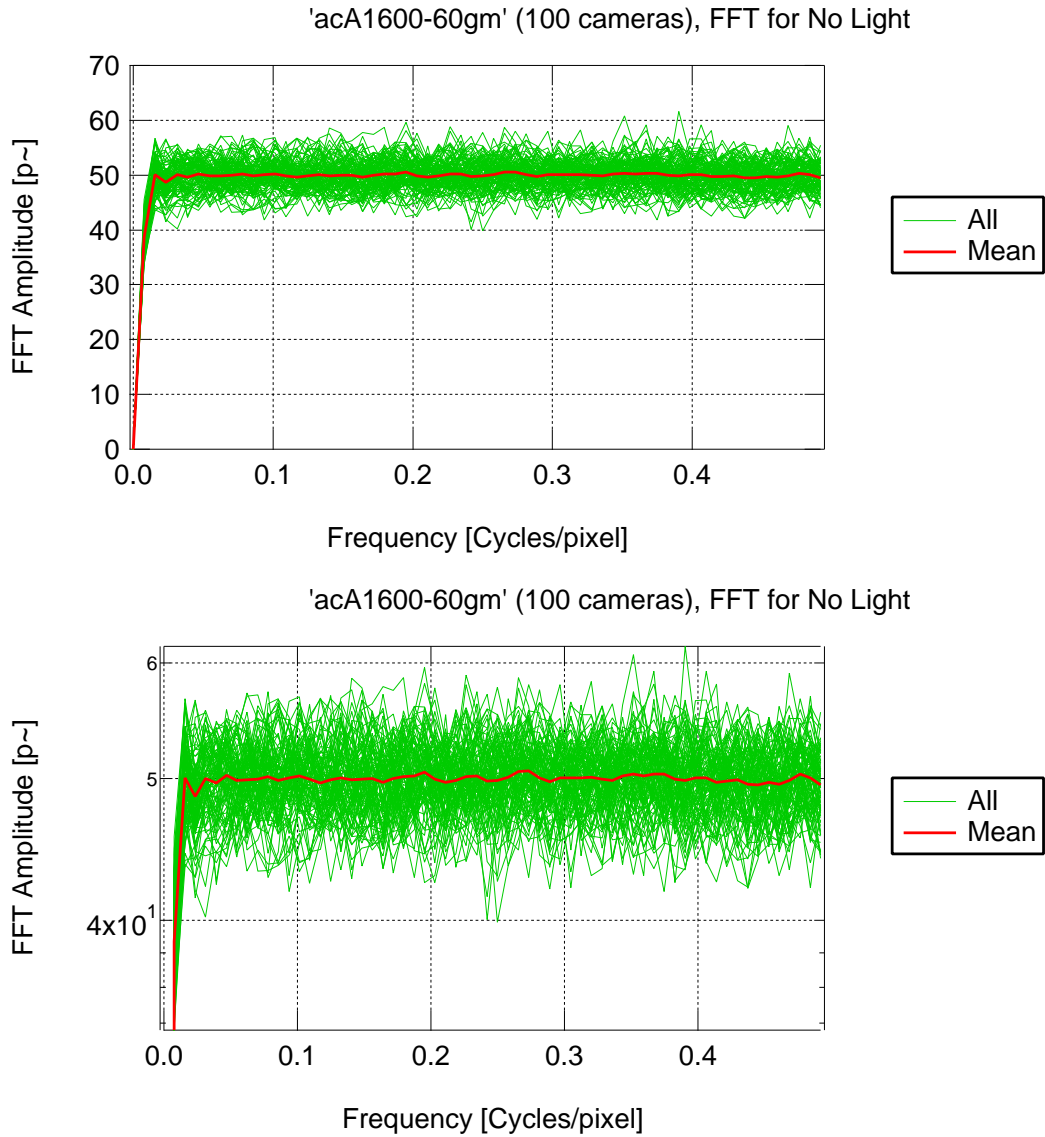 'acA1600-60gm' (100 cameras), FFT for No Light
70
60
50
40
30
20
10
0
FFT Amplitude [p~]
0.0 0.1 0.2 0.3 0.4
Frequency [Cycles/pixel]
All
Mean
'acA1600-60gm' (100 cameras), FFT for No Light
6
5
4x10^1
FFT Amplitude [p~]
0.0 0.1 0.2 0.3 0.4
Frequency [Cycles/pixel]
All
Mean